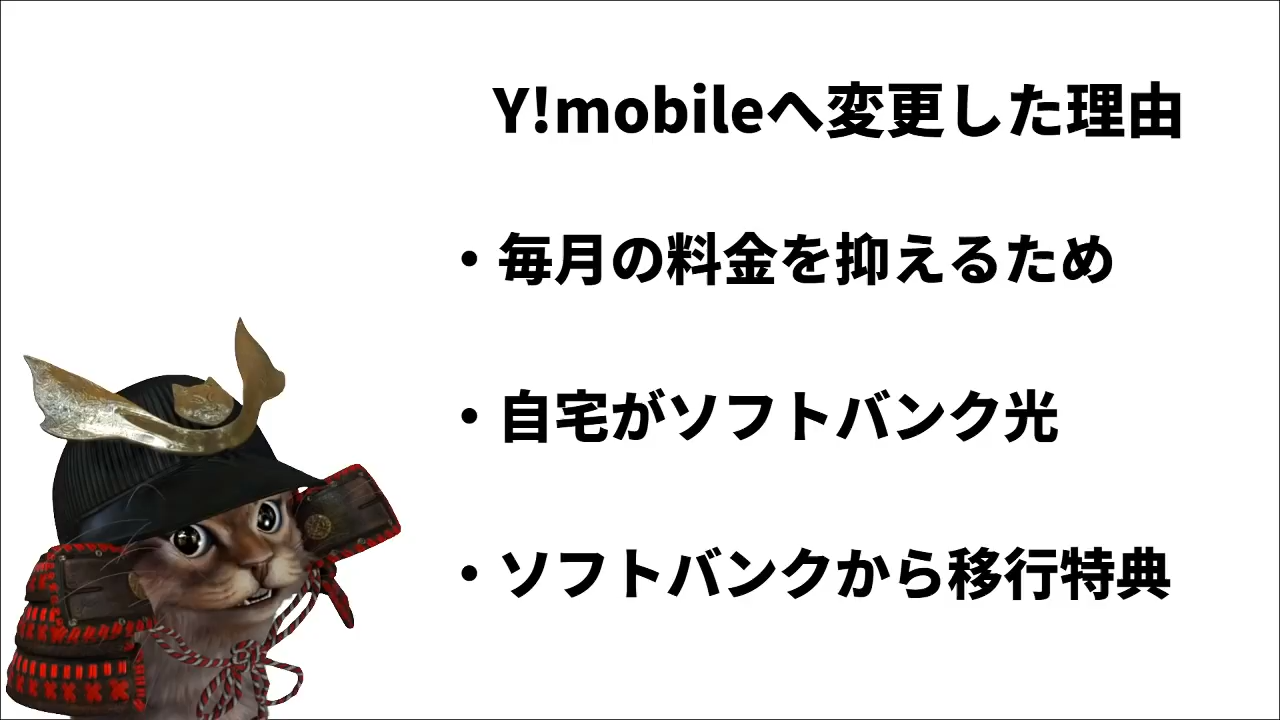 Y!mobileへ変更した理由
・毎月の料金を抑えるため
・自宅がソフトバンク光
・ソフトバンクから移行特典